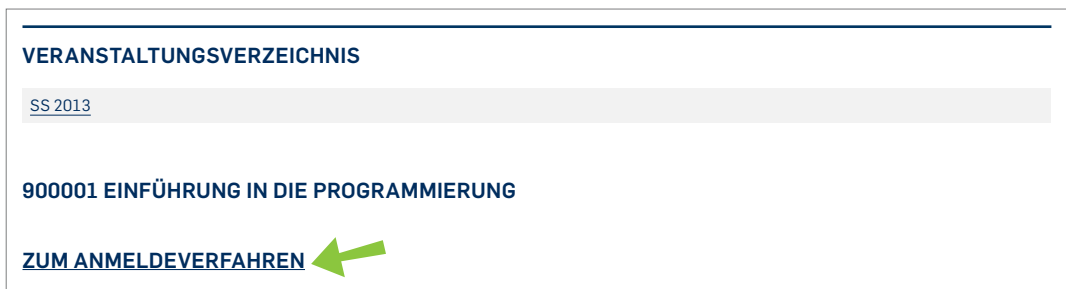 VERANSTALTUNGSVERZEICHNIS
SS 2013
900001 EINFÜHRUNG IN DIE PROGRAMMIERUNG
ZUM ANMELDEVERFAHREN